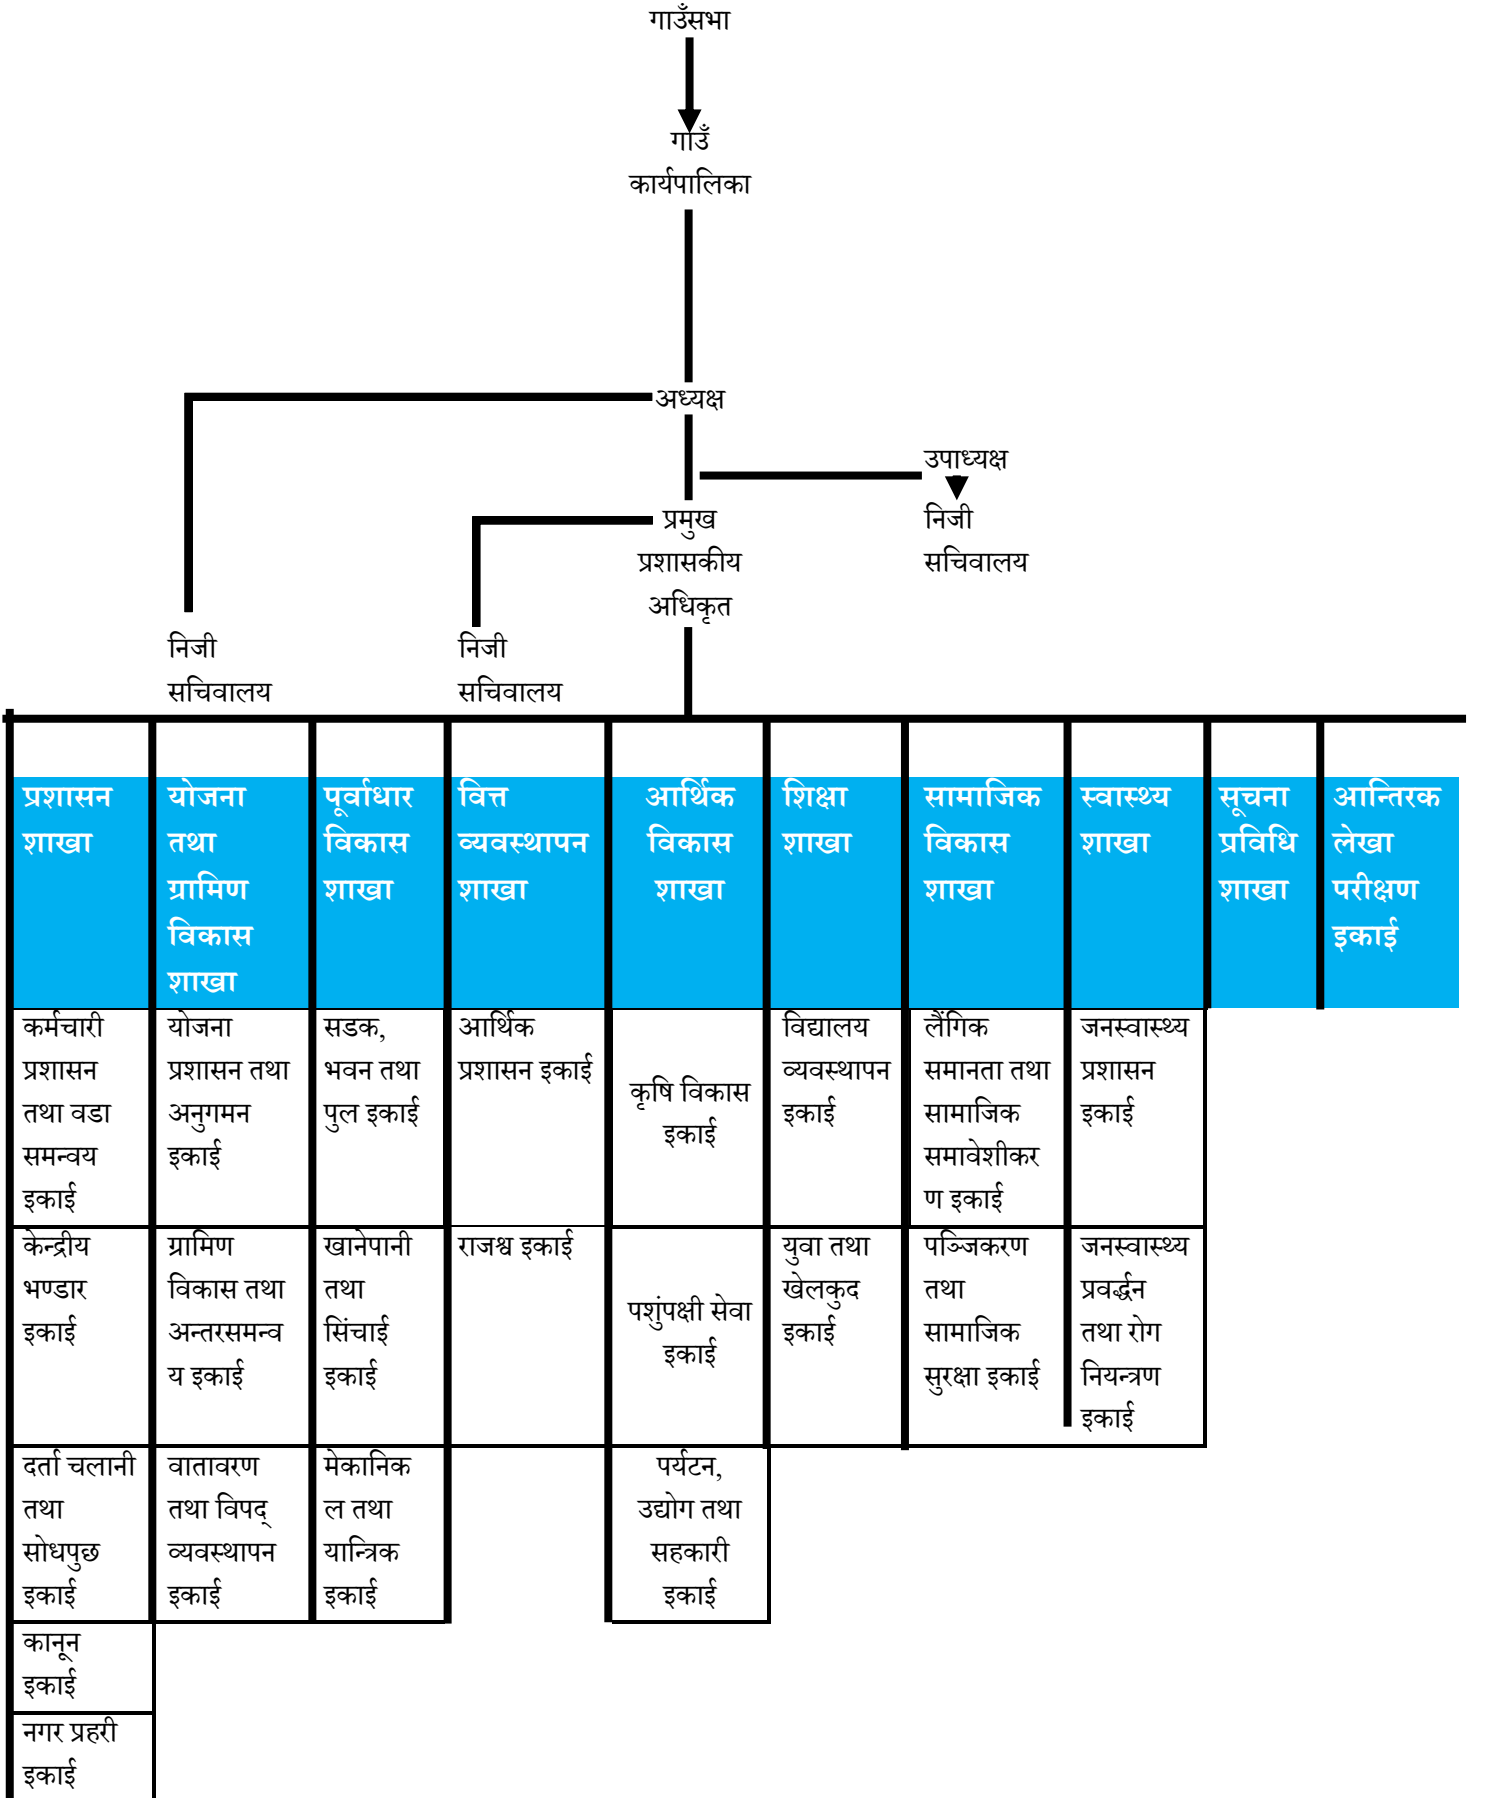 गाउँसभा
गाउँ
कार्यपालिका
अध्यक्ष
उपाध्यक्ष
निजी
सचिवालय
प्रमुख
प्रशासकीय
अधिकृत
निजी
सचिवालय
निजी
सचिवालय
प्रशासन
शाखा
योजना
तथा
ग्रामिण
विकास
शाखा
पूर्वाधार
विकास
शाखा
वित्त
व्यवस्थापन
शाखा
आर्थिक
विकास
शाखा
शिक्षा
शाखा
सामाजिक
विकास
शाखा
स्वास्थ्य
शाखा
सूचना
प्रविधि
शाखा
आन्तिरक
लेखा
परीक्षण
इकाई
कर्मचारी
प्रशासन
तथा वडा
समन्वय
इकाई
योजना
प्रशासन तथा
अनुगमन
इकाई
सडक,
भवन तथा
पुल इकाई
आर्थिक
प्रशासन इकाई
कृषि विकास
इकाई
विद्यालय
व्यवस्थापन
इकाई
लैंगिक
समानता तथा
सामाजिक
समावेशीकर
ण इकाई
जनस्वास्थ्य
प्रशासन
इकाई
केन्द्रीय
भण्डार
इकाई
ग्रामिण
विकास तथा
अन्तरसमन्व
य इकाई
खानेपानी
तथा
सिंचाई
इकाई
राजश्व इकाई
पशुंपक्षी सेवा
इकाई
युवा तथा
खेलकुद
इकाई
पञ्जिकरण
तथा
सामाजिक
सुरक्षा इकाई
जनस्वास्थ्य
प्रवर्द्धन
तथा रोग
नियन्त्रण
इकाई
दर्ता चलानी
तथा
सोधपुछ
इकाई
वातावरण
तथा विपद्
व्यवस्थापन
इकाई
मेकानिक
ल तथा
यान्त्रिक
इकाई
पर्यटन,
उद्योग तथा
सहकारी
इकाई
कानून
इकाई
नगर प्रहरी
इकाई